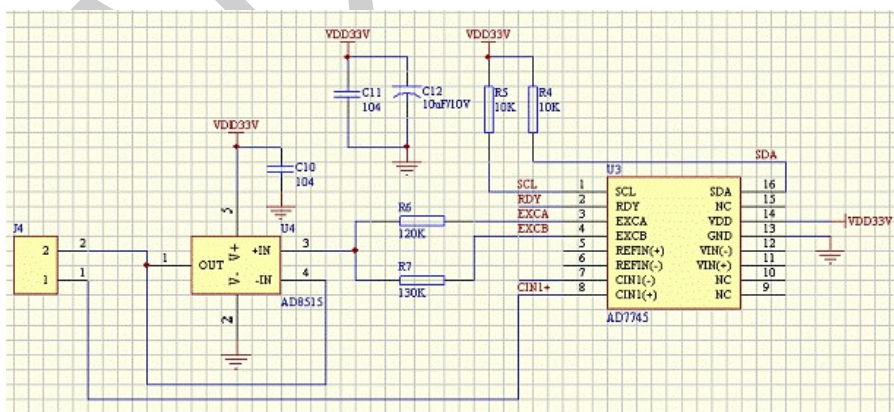 VDD33V
VDD33V
C11
104
C12
10uF/10V
R5
10K
R4
10K
VDD33V
C10
104
SDA
U3
SCL
1
SCL
SDA
16
RDY
2
RDY
NC
15
EXCA
3
EXCA
VDD
14
VDD33V
EXCB
4
EXCB
GND
13
5
REFIN(+)
VIN(-)
12
6
REFIN(-)
VIN(+)
11
7
CIN1(-)
NC
10
CIN1+
8
CIN1(+)
NC
9
AD7745
R6
120K
R7
130K
J4
2
2
1
1
5
U4
V+
+IN
3
1
OUT
V-
-IN
4
AD8515
2